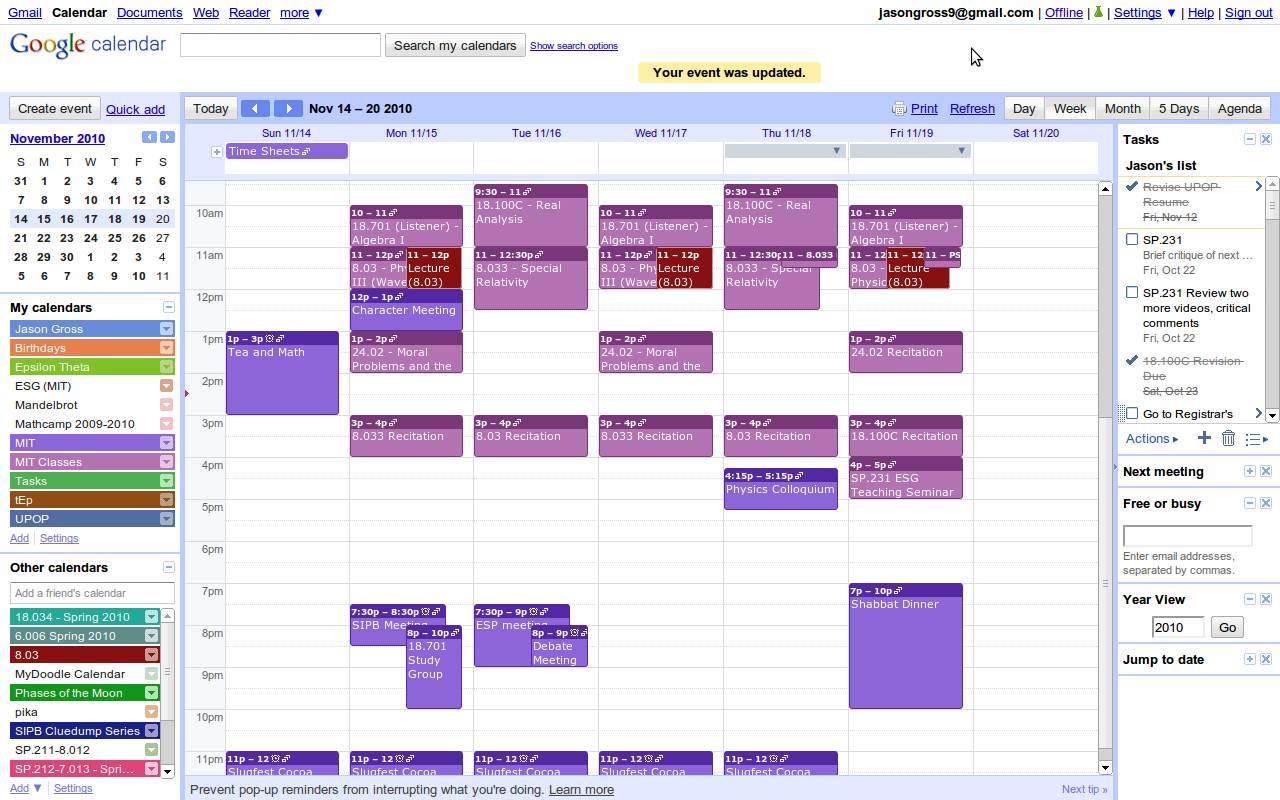 Gmail Calendar Documents Web Reader more ▼
jasongross9@gmail.com | Offline | | Settings ▼ | Help | Sign out
Google calendar
Search my calendars
Show search options
Your event was updated.
Create event Quick add
Today Nov 14 – 20 2010
Print Refresh Day Week Month 5 Days Agenda
November 2010
S M T W T F S
31 1 2 3 4 5 6
7 8 9 10 11 12 13
14 15 16 17 18 19 20
21 22 23 24 25 26 27
28 29 30 1 2 3 4
5 6 7 8 9 10 11
My calendars
Jason Gross
Birthdays
Epsilon Theta
ESG (MIT)
Mandelbrot
Mathcamp 2009-2010
MIT
MIT Classes
Tasks
tEp
UPOP
Add Settings
Other calendars
Add a friend's calendar
18.034 - Spring 2010
6.006 Spring 2010
8.03
MyDoodle Calendar
Phases of the Moon
pika
SIPB Cluedump Series
SP.211-8.012
SP.212-7.013 - Spri...
Add ▼ Settings
Sun 11/14 Mon 11/15 Tue 11/16 Wed 11/17 Thu 11/18 Fri 11/19 Sat 11/20
Time Sheets
10am
11am
12pm
1pm
2pm
3pm
4pm
5pm
6pm
7pm
8pm
9pm
10pm
11pm
1p – 3p
Tea and Math
11p – 12
Slugfest Cocoa
10 – 11
18.701 (Listener) -
Algebra I
11 – 12p
8.03 - Phy
III (Wave
11 – 12p
Lecture
(8.03)
12p – 1p
Character Meeting
1p – 2p
24.02 - Moral
Problems and the
3p – 4p
8.033 Recitation
7:30p – 8:30p
SIPB Meeting
8p – 10p
18.701
Study
Group
11p – 12
Slugfest Cocoa
9:30 – 11
18.100C - Real
Analysis
11 – 12:30p
8.033 - Special
Relativity
3p – 4p
8.03 Recitation
7:30p – 9p
ESP meeting
8p – 9p
Debate
Meeting
11p – 12
Slugfest Cocoa
10 – 11
18.701 (Listener) -
Algebra I
11 – 12p
8.03 - Phy
III (Wave
11 – 12p
Lecture
(8.03)
1p – 2p
24.02 - Moral
Problems and the
3p – 4p
8.033 Recitation
11p – 12
Slugfest Cocoa
9:30 – 11
18.100C - Real
Analysis
11 – 12:30p
8.033 - Special
Relativity
11 – 8.033
3p – 4p
8.03 Recitation
4:15p – 5:15p
Physics Colloquium
11p – 12
Slugfest Cocoa
10 – 11
18.701 (Listener) -
Algebra I
11 – 12p
8.03 -
Physic
11 – 12
Lecture
(8.03)
11 – PS
1p – 2p
24.02 Recitation
3p – 4p
18.100C Recitation
4p – 5p
SP.231 ESG
Teaching Seminar
7p – 10p
Shabbat Dinner
Prevent pop-up reminders from interrupting what you're doing. Learn more
Next tip »
Tasks
Jason's list
Revise UPOP
Resume
Fri, Nov 12
SP.231
Brief critique of next ...
Fri, Oct 22
SP.231 Review two
more videos, critical
comments
Fri, Oct 22
18.100C Revision
Due
Sat, Oct 23
Go to Registrar's
Actions ▸
Next meeting
Free or busy
Enter email addresses,
separated by commas.
Year View
2010 Go
Jump to date